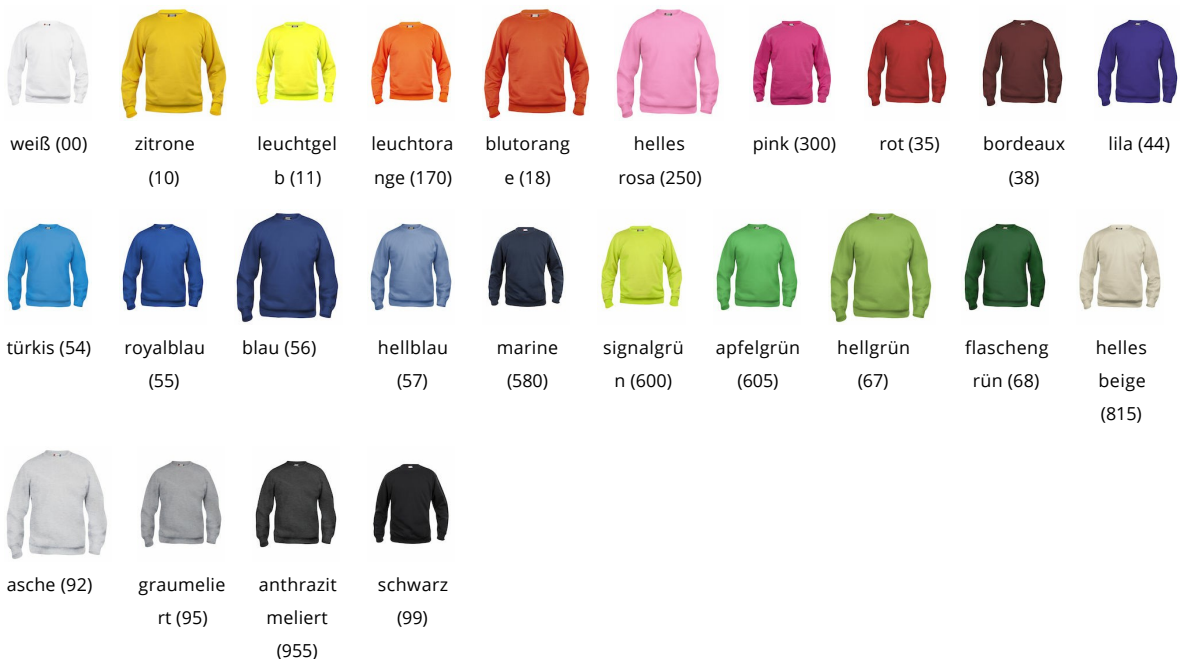 weiß (00)
zitrone
(10)
leuchtgel
b (11)
leuchtora
nge (170)
blutorang
e (18)
helles
rosa (250)
pink (300)
rot (35)
bordeaux
(38)
lila (44)
türkis (54)
royalblau
(55)
blau (56)
hellblau
(57)
marine
(580)
signalgrü
n (600)
apfelgrün
(605)
hellgrün
(67)
flascheng
rün (68)
helles
beige
(815)
asche (92)
graumelie
rt (95)
anthrazit
meliert
(955)
schwarz
(99)